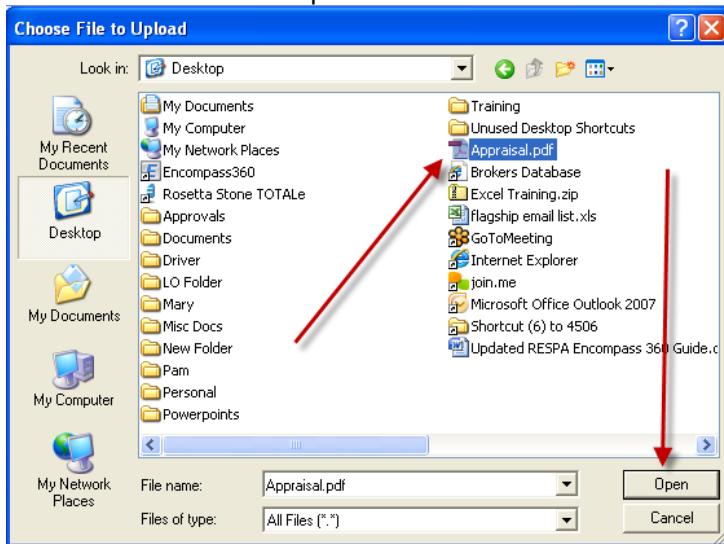 Choose File to Upload
Look in:
Desktop
My Recent
Documents
Desktop
My Documents
My Computer
My Network
Places
My Documents
My Computer
My Network Places
Encompass360
Rosetta Stone TOTALe
Approvals
Documents
Driver
LO Folder
Mary
Misc Docs
New Folder
Pam
Personal
Powerpoints
Training
Unused Desktop Shortcuts
Appraisal.pdf
Brokers Database
Excel Training.zip
flagship email list.xls
GoToMeeting
Internet Explorer
join.me
Microsoft Office Outlook 2007
Shortcut (6) to 4506
Updated RESPA Encompass 360 Guide.c
File name:
Appraisal.pdf
Open
Files of type:
All Files (*.*)
Cancel